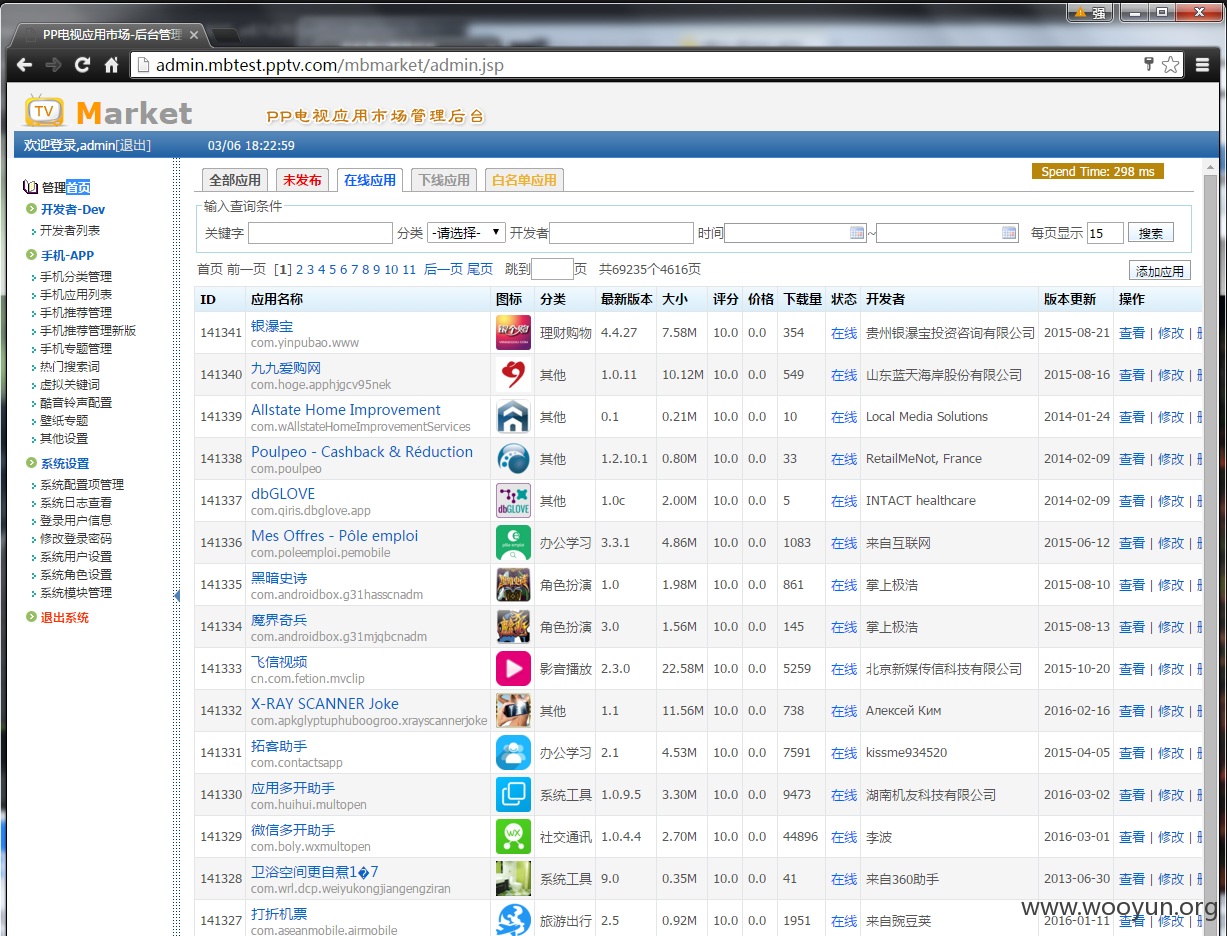 强
PP电视应用市场-后台管理
admin.mbtest.pptv.com/mbmarket/admin.jsp
TV Market PP电视应用市场管理后台
欢迎登录,admin[退出] 03/06 18:22:59
管理首页
开发者-Dev
开发者列表
手机-APP
手机分类管理
手机应用列表
手机推荐管理
手机推荐管理新版
手机专题管理
热门搜索词
虚拟关键词
酷音铃声配置
壁纸专题
其他设置
系统设置
系统配置项管理
系统日志查看
登录用户信息
修改登录密码
系统用户设置
系统角色设置
系统模块管理
退出系统
全部应用 未发布 在线应用 下线应用 白名单应用 Spend Time: 298 ms
输入查询条件
关键字 分类 -请选择- 开发者 时间 ~ 每页显示 15 搜索
首页 前一页 [1] 2 3 4 5 6 7 8 9 10 11 后一页 尾页 跳到 页 共69235个4616页 添加应用
ID 应用名称 图标 分类 最新版本 大小 评分 价格 下载量 状态 开发者 版本更新 操作
141341 银瀑宝 理财购物 4.4.27 7.58M 10.0 0.0 354 在线 贵州银瀑宝投资咨询有限公司 2015-08-21 查看 | 修改 |
com.yinpubao.www
141340 九九爱购网 其他 1.0.11 10.12M 10.0 0.0 549 在线 山东蓝天海岸股份有限公司 2015-08-16 查看 | 修改 |
com.hoge.apphjgcv95nek
141339 Allstate Home Improvement 其他 0.1 0.21M 10.0 0.0 10 在线 Local Media Solutions 2014-01-24 查看 | 修改 |
com.wAllstateHomeImprovementServices
141338 Poulpeo - Cashback & Réduction 其他 1.2.10.1 0.80M 10.0 0.0 33 在线 RetailMeNot, France 2014-02-09 查看 | 修改 |
com.poulpeo
141337 dbGLOVE dbGLOVE 其他 1.0c 2.00M 10.0 0.0 5 在线 INTACT healthcare 2014-02-09 查看 | 修改 |
com.qiris.dbglove.app
141336 Mes Offres - Pôle emploi 办公学习 3.3.1 4.86M 10.0 0.0 1083 在线 来自互联网 2015-06-12 查看 | 修改 |
com.poleemploi.pemobile
141335 黑暗史诗 角色扮演 1.0 1.98M 10.0 0.0 861 在线 掌上极浩 2015-08-10 查看 | 修改 |
com.androidbox.g31hasscnadm
141334 魔界奇兵 角色扮演 3.0 1.56M 10.0 0.0 145 在线 掌上极浩 2015-08-13 查看 | 修改 |
com.androidbox.g31mjqbcnadm
141333 飞信视频 影音播放 2.3.0 22.58M 10.0 0.0 5259 在线 北京新媒传信科技有限公司 2015-10-20 查看 | 修改 |
cn.com.fetion.mvclip
141332 X-RAY SCANNER Joke 其他 1.1 11.56M 10.0 0.0 738 在线 Алексей Ким 2016-02-16 查看 | 修改 |
com.apkglyptuphuboogroo.xrayscannerjoke
141331 拓客助手 办公学习 2.1 4.53M 10.0 0.0 7591 在线 kissme934520 2015-04-05 查看 | 修改 |
com.contactsapp
141330 应用多开助手 系统工具 1.0.9.5 3.30M 10.0 0.0 9473 在线 湖南机友科技有限公司 2016-03-02 查看 | 修改 |
com.huihui.multopen
141329 微信多开助手 WX 社交通讯 1.0.4.4 2.70M 10.0 0.0 44896 在线 李波 2016-03-01 查看 | 修改 |
com.boly.wxmultopen
141328 卫浴空间更自焄1�7 系统工具 9.0 0.35M 10.0 0.0 41 在线 来自360助手 2013-06-30 查看 | 修改 |
com.wrl.dcp.weiyukongjiangengziran
141327 打折机票 旅游出行 2.5 0.92M 10.0 0.0 1951 在线 来自豌豆荚 2016-01-11 查看 | 修改 |
com.aseanmobile.airmobile
www.wooyun.org